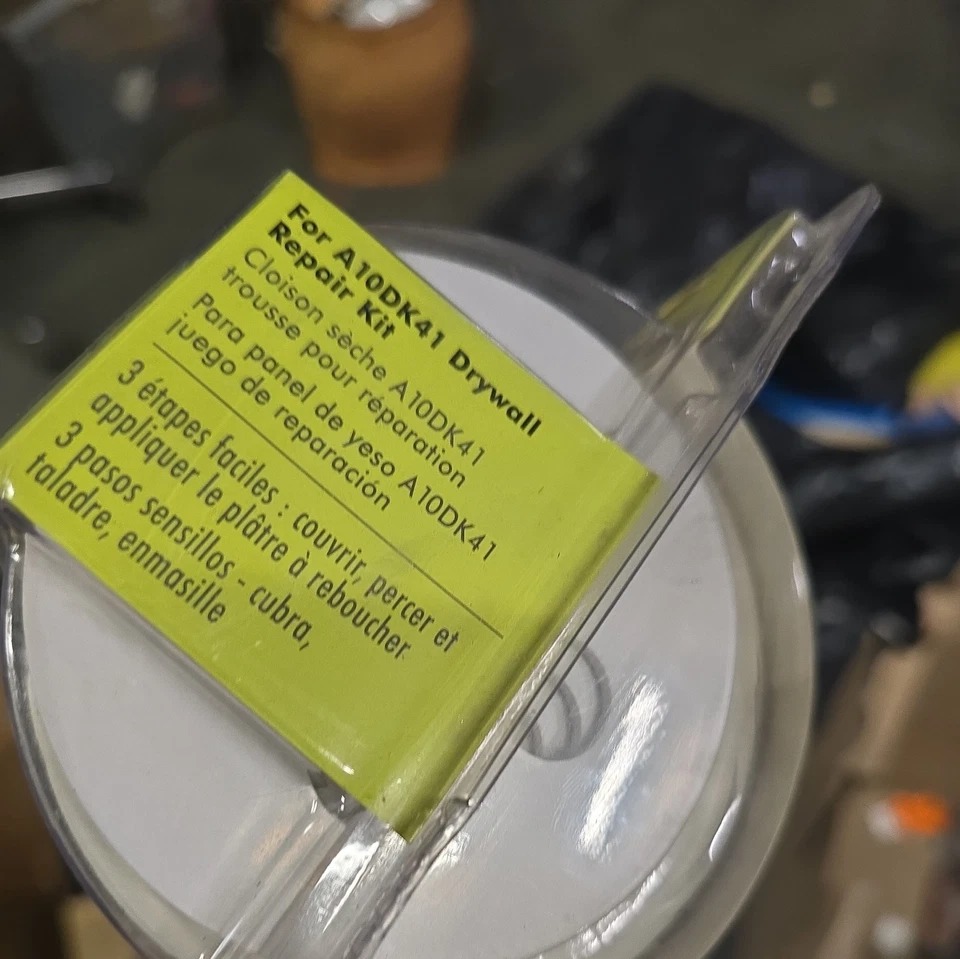 For A10DK41 Drywall
Repair Kit
Cloison sèche A10DK41
trousse pour réparation
Para panel de yeso A10DK41
juego de reparación
3 étapes faciles : couvrir, percer et
appliquer le plâtre à reboucher
3 pasos sensillos - cubra,
taladre, enmasille